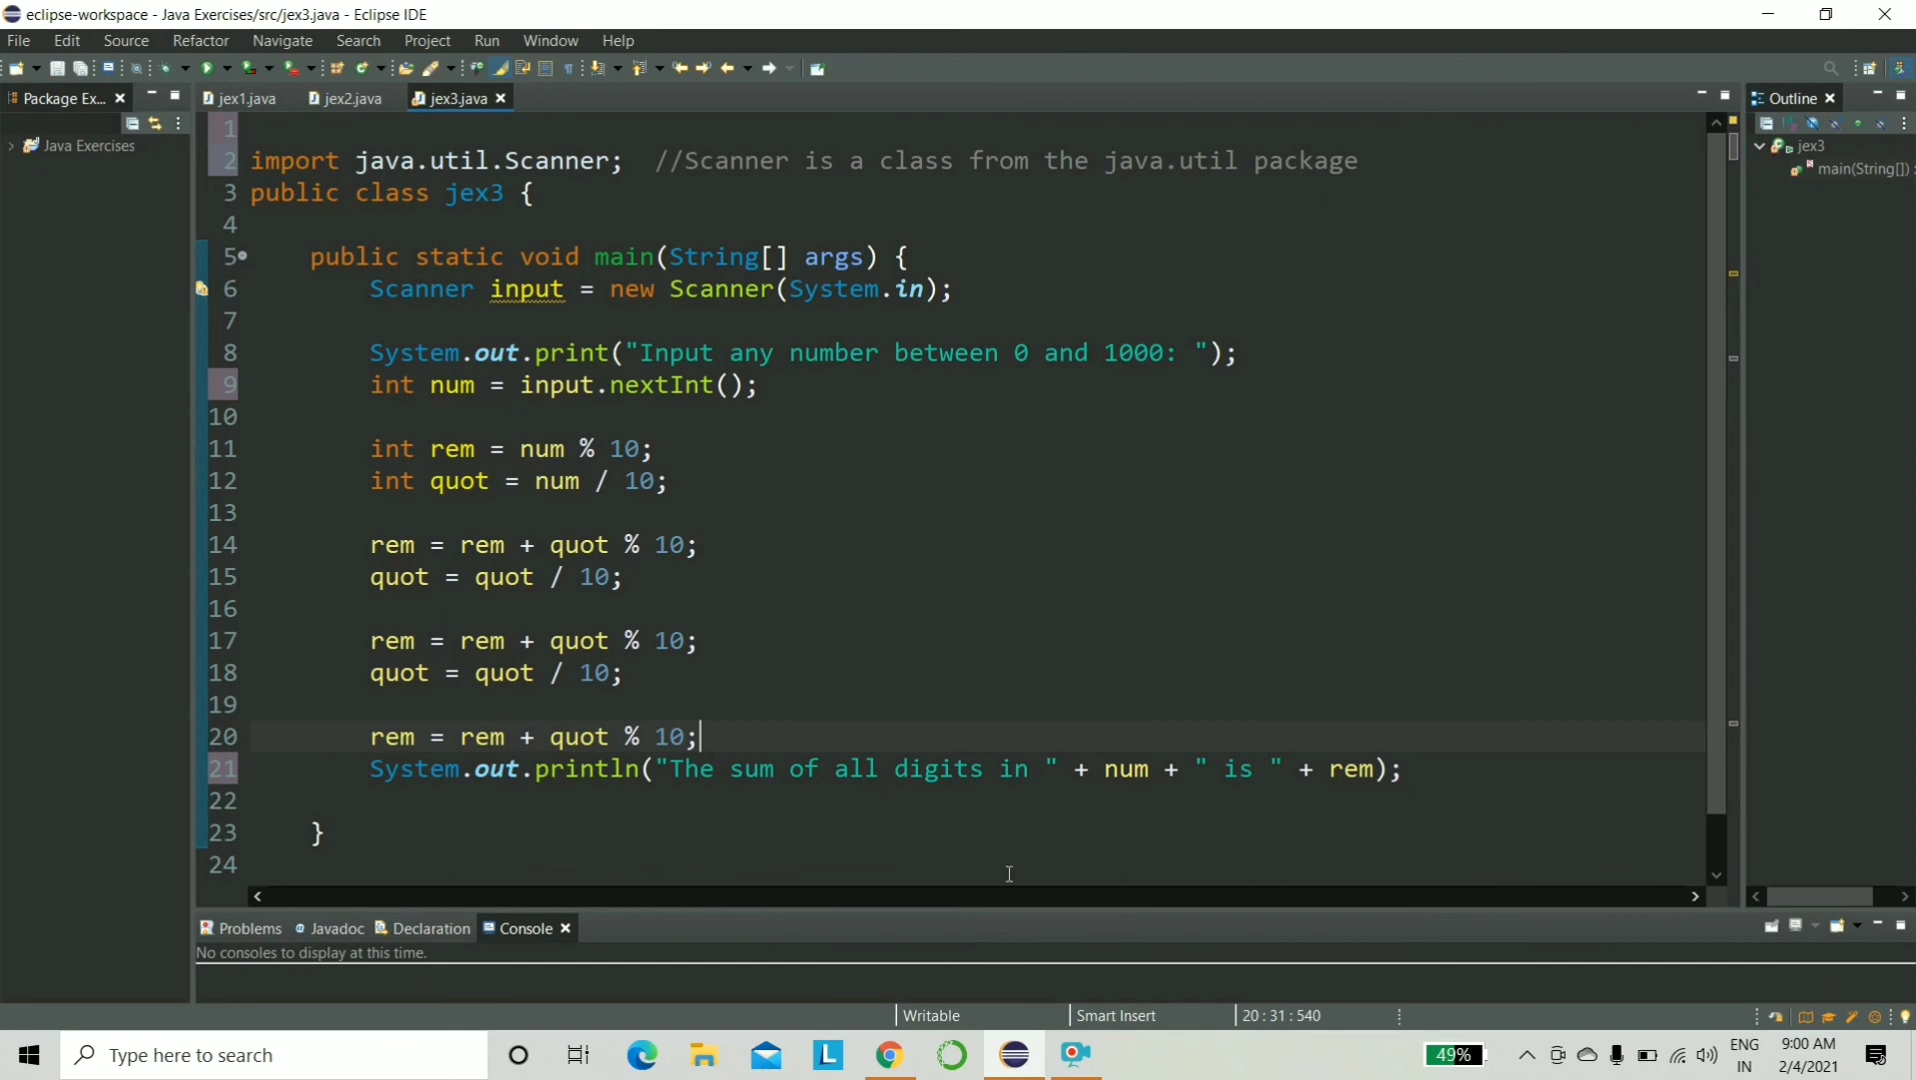 eclipse-workspace - Java Exercises/src/jex3.java - Eclipse IDE
File Edit Source Refactor Navigate Search Project Run Window Help
Package Ex... jex1.java jex2.java jex3.java Outline
Java Exercises
jex3
main(String[]) :
1
2 import java.util.Scanner; //Scanner is a class from the java.util package
3 public class jex3 {
4
5 public static void main(String[] args) {
6 Scanner input = new Scanner(System.in);
7
8 System.out.print("Input any number between 0 and 1000: ");
9 int num = input.nextInt();
10
11 int rem = num % 10;
12 int quot = num / 10;
13
14 rem = rem + quot % 10;
15 quot = quot / 10;
16
17 rem = rem + quot % 10;
18 quot = quot / 10;
19
20 rem = rem + quot % 10;
21 System.out.println("The sum of all digits in " + num + " is " + rem);
22
23 }
24
Problems Javadoc Declaration Console
No consoles to display at this time.
Writable Smart Insert 20 : 31 : 540
Type here to search
L
49%
ENG
IN
9:00 AM
2/4/2021